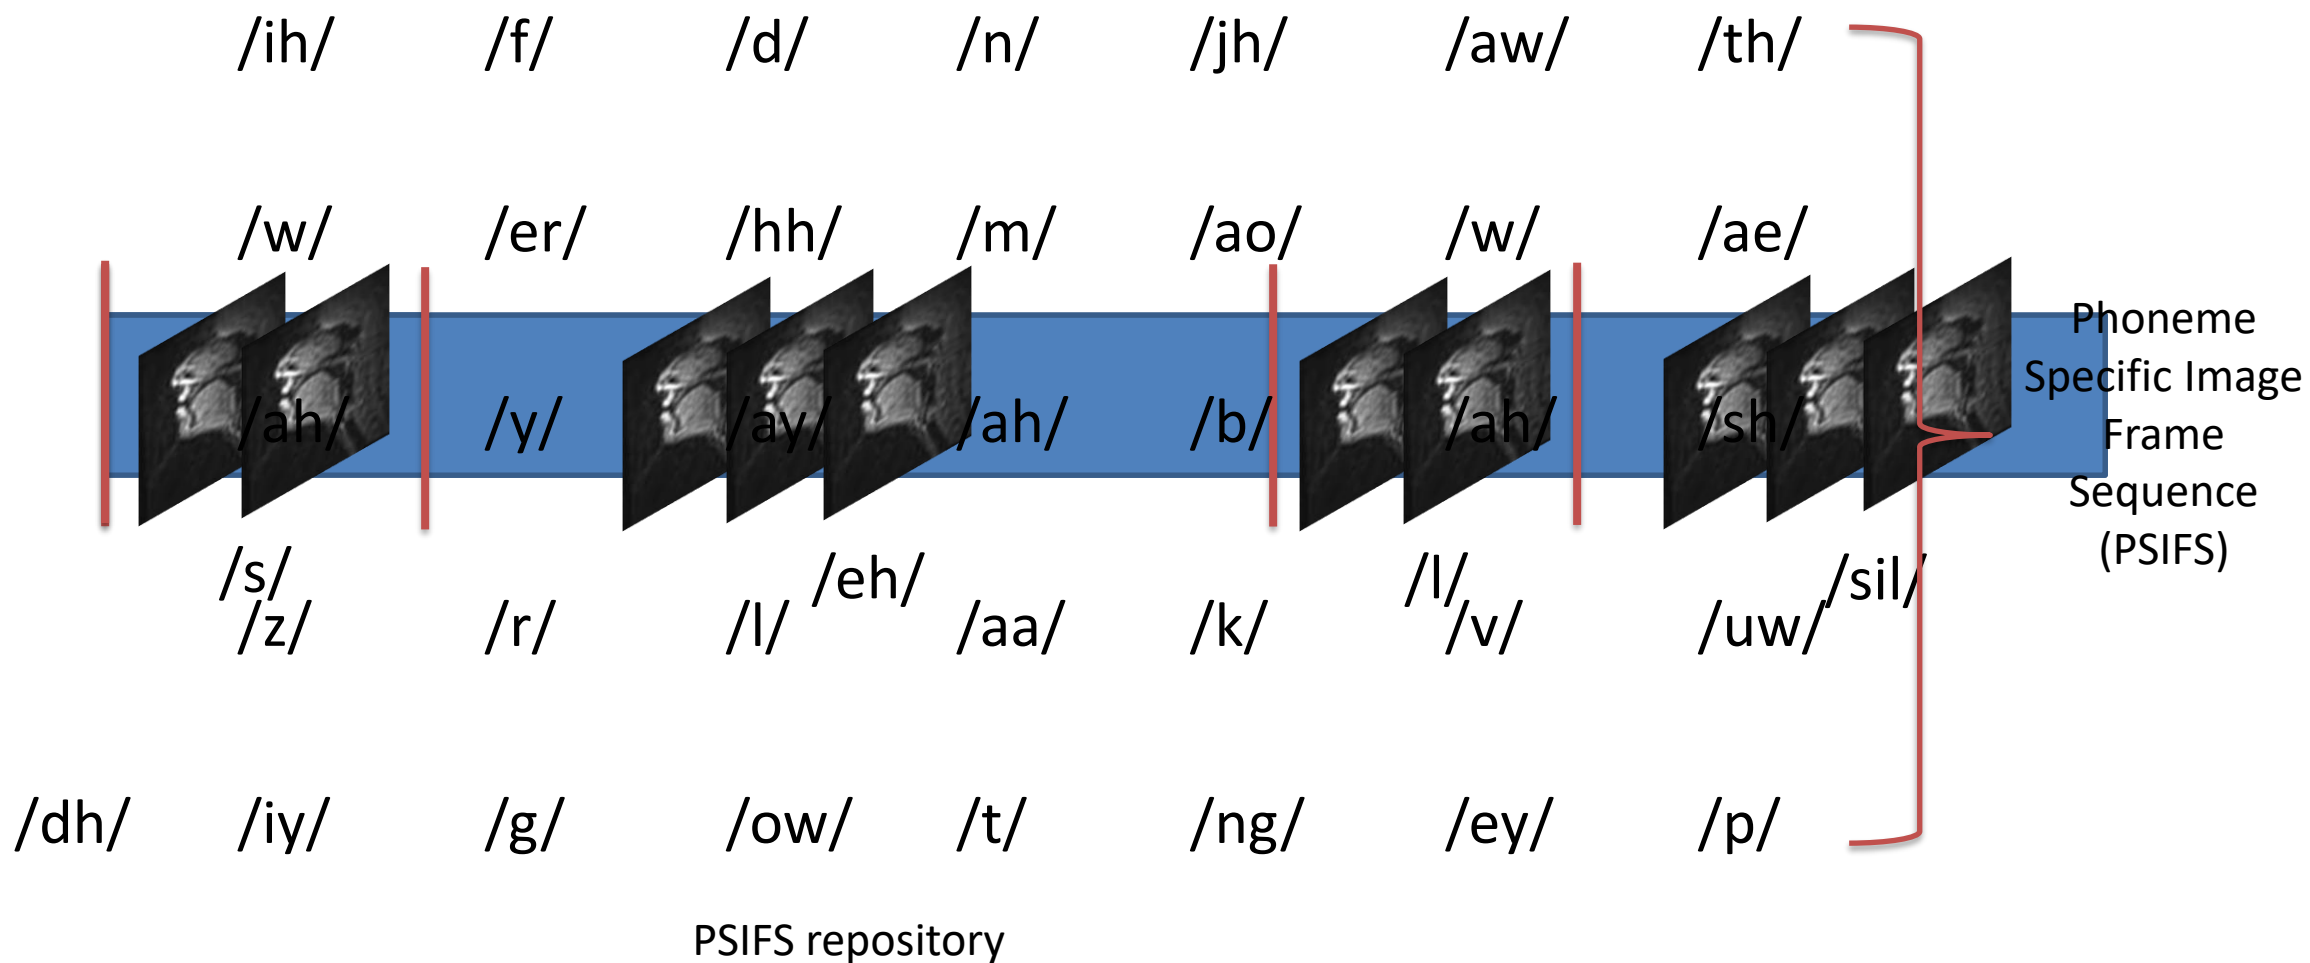 /ih/ /f/ /d/ /n/ /jh/ /aw/ /th/
/w/ /er/ /hh/ /m/ /ao/ /w/ /ae/
/ah/ /y/ /ay/ /ah/ /b/ /ah/ /sh/
/s/ /eh/ /l/ /sil/
/z/ /r/ /l/ /aa/ /k/ /v/ /uw/
/dh/ /iy/ /g/ /ow/ /t/ /ng/ /ey/ /p/
Phoneme
Specific Image
Frame
Sequence
(PSIFS)
PSIFS repository